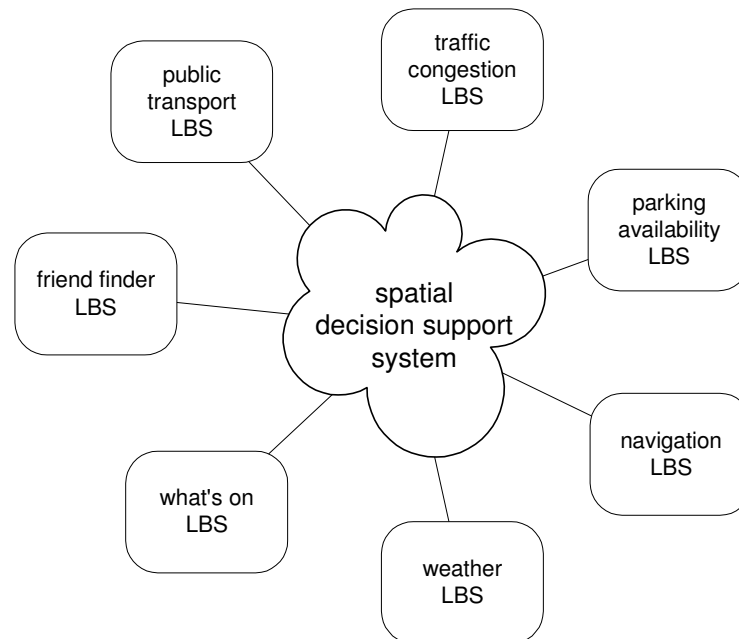 traffic
congestion
LBS
public
transport
LBS
parking
availability
LBS
friend finder
LBS
spatial
decision support
system
navigation
LBS
what's on
LBS
weather
LBS